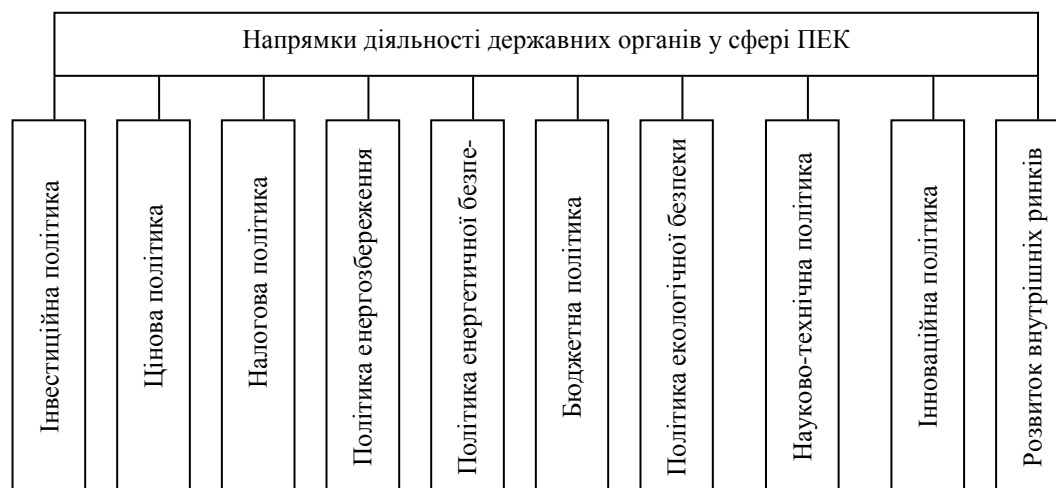 Напрямки діяльності державних органів у сфері ПЕК
Інвестиційна політика
Цінова політика
Налогова політика
Політика енергозбереження
Політика енергетичної безпе-
Бюджетна політика
Політика екологічної безпеки
Науково-технічна політика
Інноваційна політика
Розвиток внутрішніх ринків